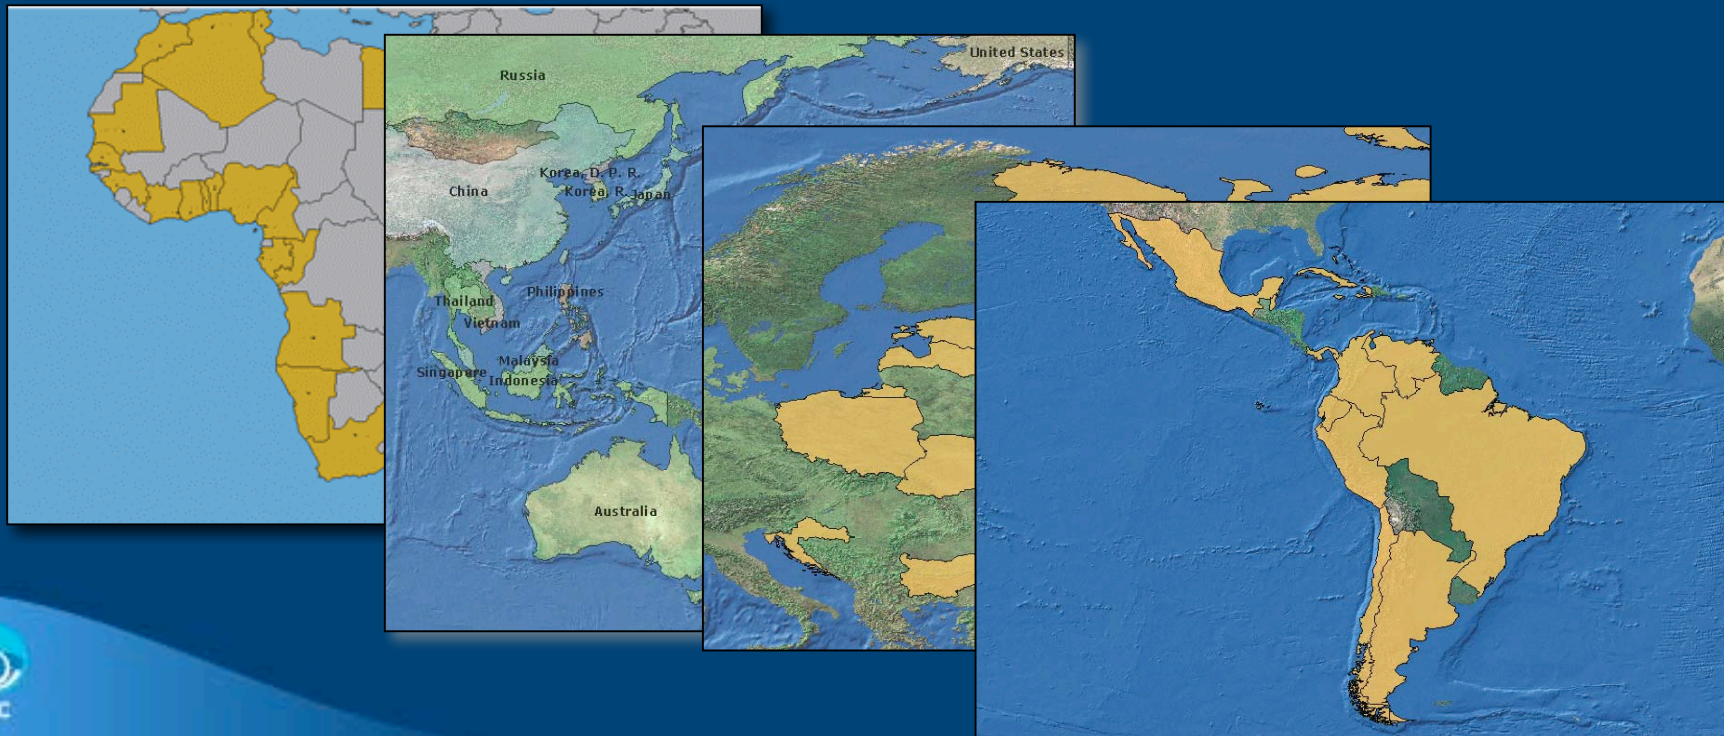 United States
Russia
Korea, D. P. R.
China
Korea, R.
Japan
Philippines
Thailand
Vietnam
Malaysia
Singapore
Indonesia
Australia